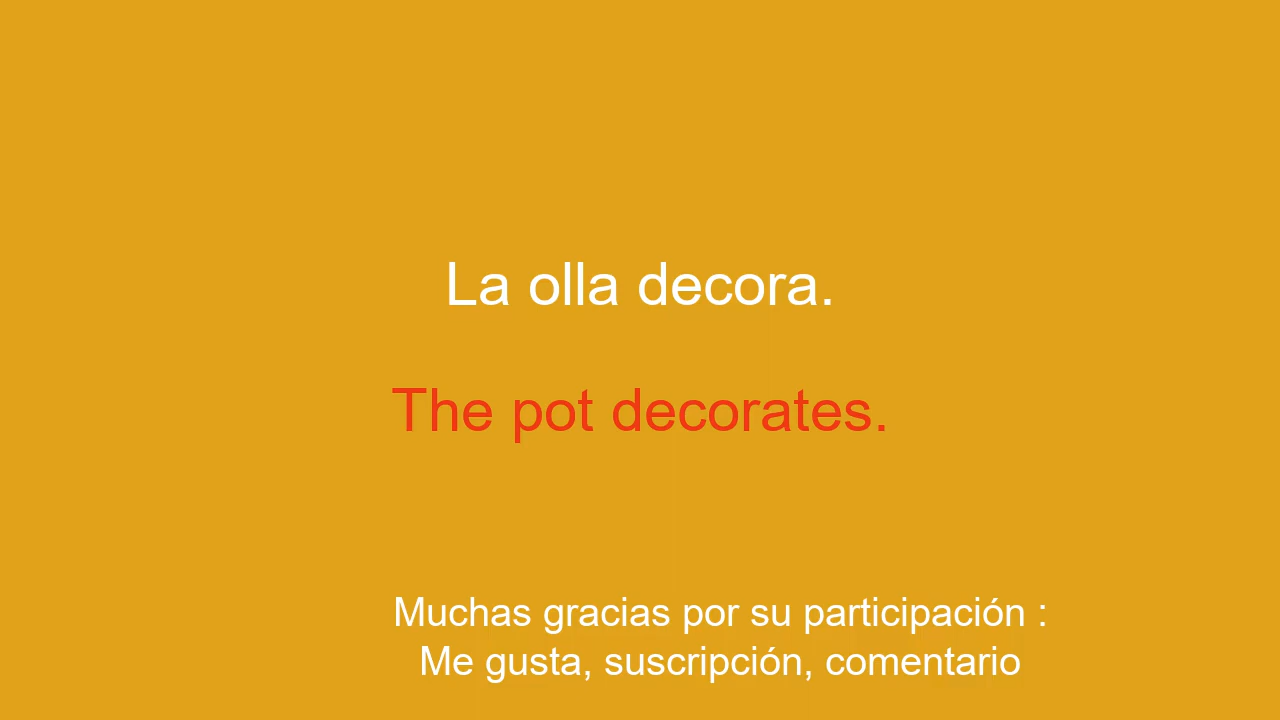 La olla decora.
The pot decorates.
Muchas gracias por su participación :
Me gusta, suscripción, comentario